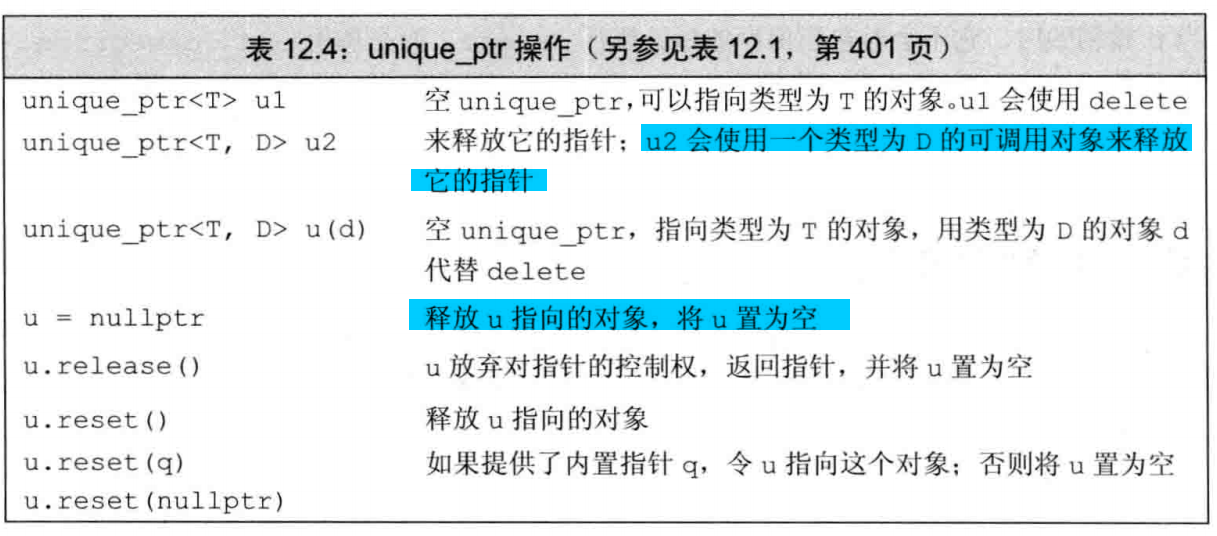 表 12.4：unique_ptr 操作（另参见表 12.1，第 401 页）
unique_ptr<T> u1 空 unique_ptr，可以指向类型为 T 的对象。u1 会使用 delete
unique_ptr<T, D> u2 来释放它的指针；u2 会使用一个类型为 D 的可调用对象来释放
它的指针
unique_ptr<T, D> u(d) 空 unique_ptr，指向类型为 T 的对象，用类型为 D 的对象 d
代替 delete
u = nullptr 释放 u 指向的对象，将 u 置为空
u.release() u 放弃对指针的控制权，返回指针，并将 u 置为空
u.reset() 释放 u 指向的对象
u.reset(q) 如果提供了内置指针 q，令 u 指向这个对象；否则将 u 置为空
u.reset(nullptr)